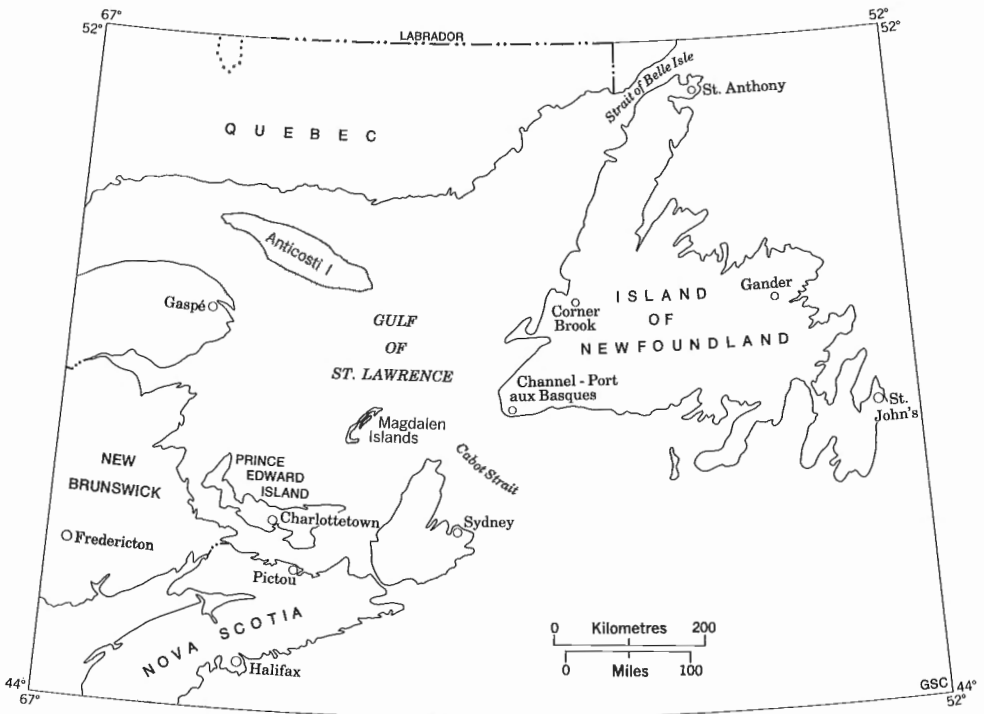 67°
52°
52°
52°
LABRADOR
Strait of Belle Isle
St. Anthony
QUEBEC
Anticosti I
Gaspé
Gander
ISLAND
OF
NEWFOUNDLAND
Corner
Brook
GULF
OF
ST. LAWRENCE
Channel - Port
aux Basques
St.
John's
Magdalen
Islands
Cabot Strait
NEW
BRUNSWICK
PRINCE
EDWARD
ISLAND
Charlottetown
Sydney
Fredericton
Pictou
NOVA SCOTIA
Halifax
0 Kilometres 200
0 Miles 100
44°
67°
GSC
44°
52°